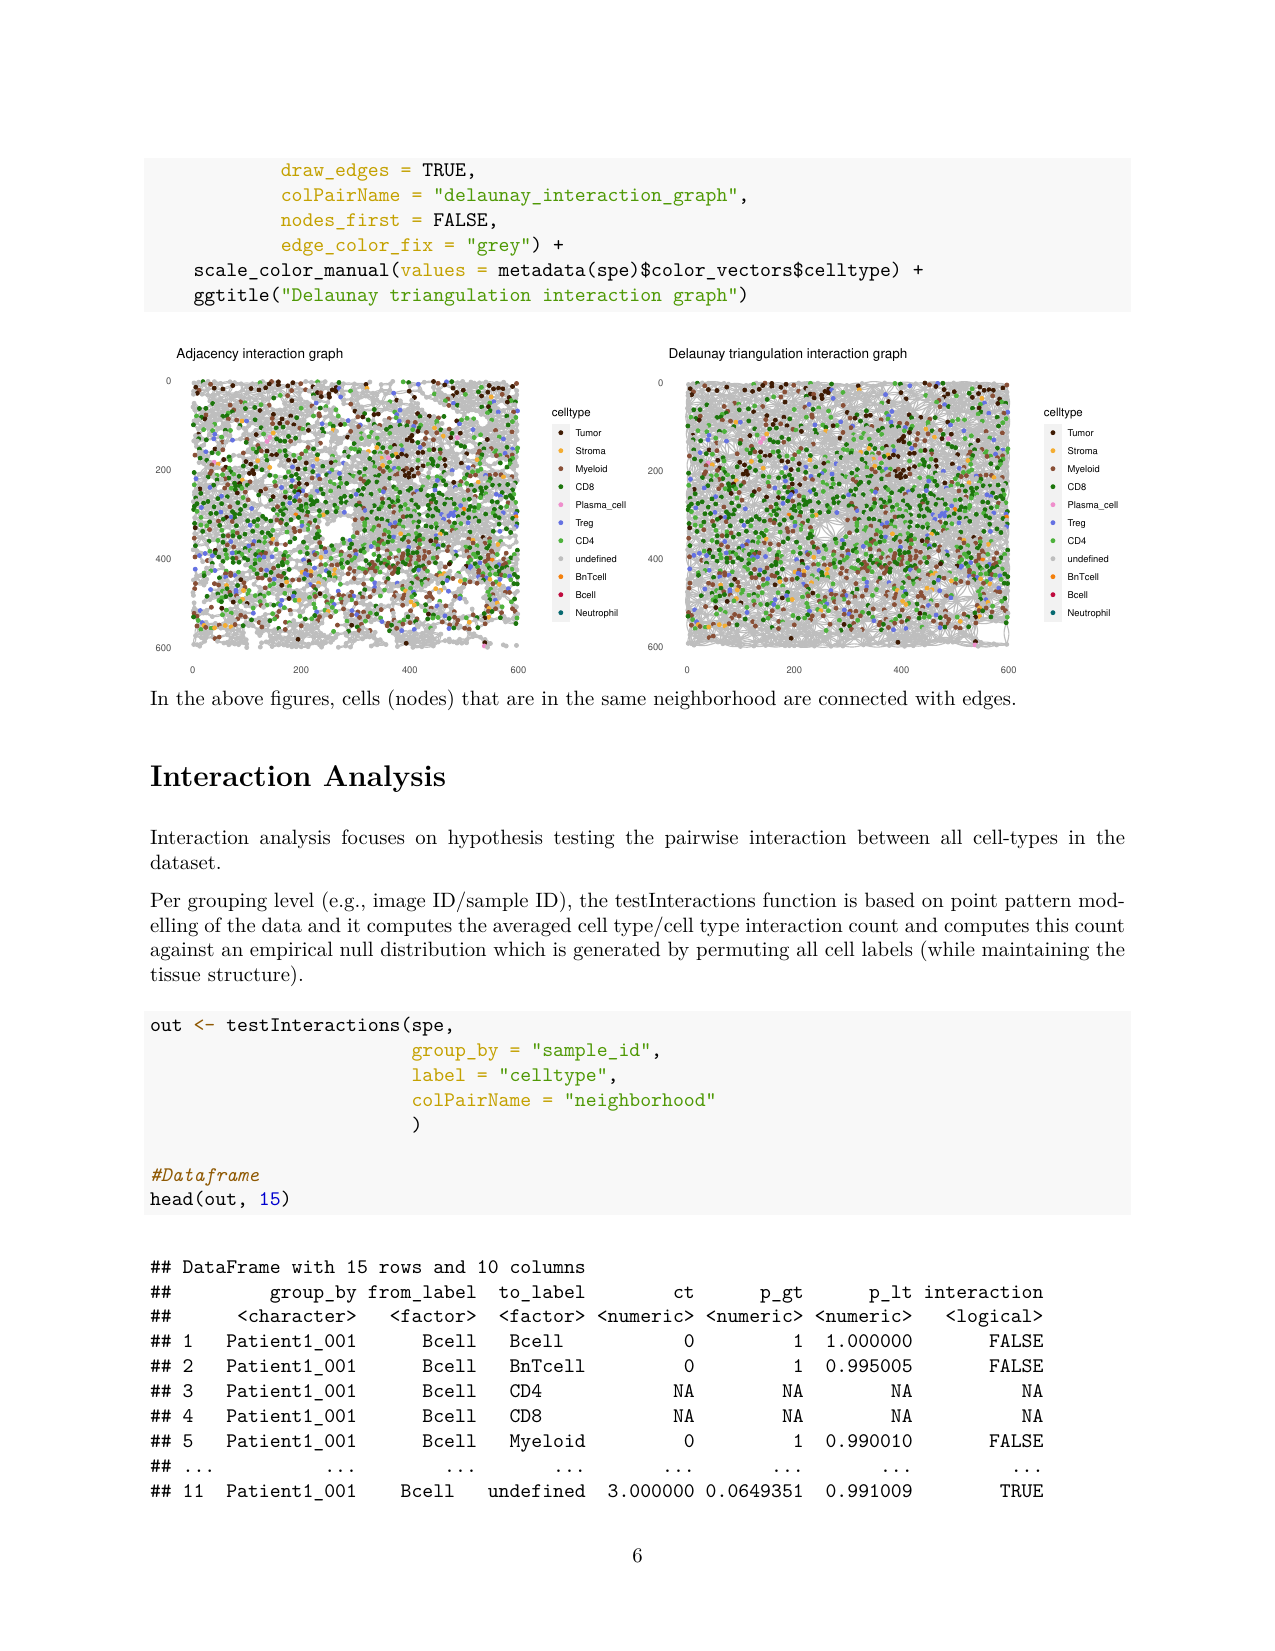 draw_edges = TRUE,
colPairName = "delaunay_interaction_graph",
nodes_first = FALSE,
edge_color_fix = "grey") +
scale_color_manual(values = metadata(spe)$color_vectors$celltype) +
ggtitle("Delaunay triangulation interaction graph")
Adjacency interaction graph
0
200
400
600
0 200 400 600
celltype
Tumor
Stroma
Myeloid
CD8
Plasma_cell
Treg
CD4
undefined
BnTcell
Bcell
Neutrophil
Delaunay triangulation interaction graph
0
200
400
600
0 200 400 600
celltype
Tumor
Stroma
Myeloid
CD8
Plasma_cell
Treg
CD4
undefined
BnTcell
Bcell
Neutrophil
In the above figures, cells (nodes) that are in the same neighborhood are connected with edges.
Interaction Analysis
Interaction analysis focuses on hypothesis testing the pairwise interaction between all cell-types in the
dataset.
Per grouping level (e.g., image ID/sample ID), the testInteractions function is based on point pattern mod-
elling of the data and it computes the averaged cell type/cell type interaction count and computes this count
against an empirical null distribution which is generated by permuting all cell labels (while maintaining the
tissue structure).
out <- testInteractions(spe,
group_by = "sample_id",
label = "celltype",
colPairName = "neighborhood"
)
#Dataframe
head(out, 15)
## DataFrame with 15 rows and 10 columns
## group_by from_label to_label ct p_gt p_lt interaction
## <character> <factor> <factor> <numeric> <numeric> <numeric> <logical>
## 1 Patient1_001 Bcell Bcell 0 1 1.000000 FALSE
## 2 Patient1_001 Bcell BnTcell 0 1 0.995005 FALSE
## 3 Patient1_001 Bcell CD4 NA NA NA NA
## 4 Patient1_001 Bcell CD8 NA NA NA NA
## 5 Patient1_001 Bcell Myeloid 0 1 0.990010 FALSE
## ... ... ... ... ... ... ... ...
## 11 Patient1_001 Bcell undefined 3.000000 0.0649351 0.991009 TRUE
6